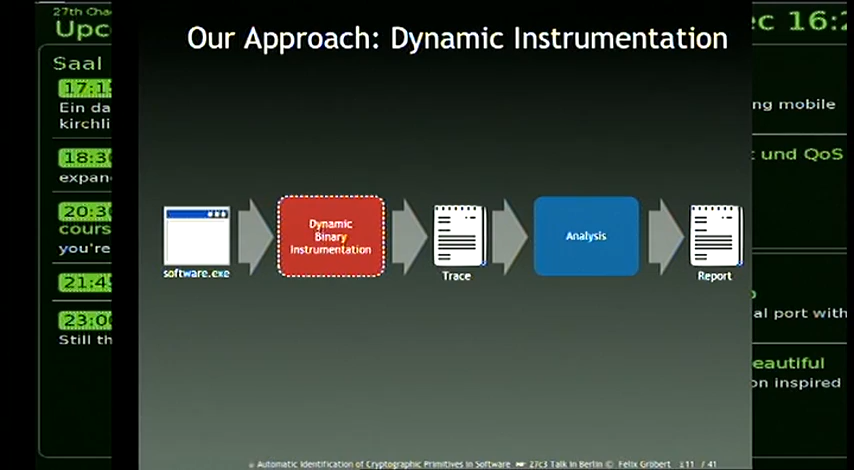 27th Cha
Upc
ec 16:2
Saal
17:1
Ein da
kirchli
18:3
expan
20:3
cours
you're
21:4
23:0
Still th
Our Approach: Dynamic Instrumentation
software.exe
Dynamic
Binary
Instrumentation
Trace
Analysis
Report
Automatic Identification of Cryptographic Primitives in Software 27c3 Talk in Berlin © Felix Gröbert 11 / 41
ng mobile
und QoS
al port with
eautiful
on inspired